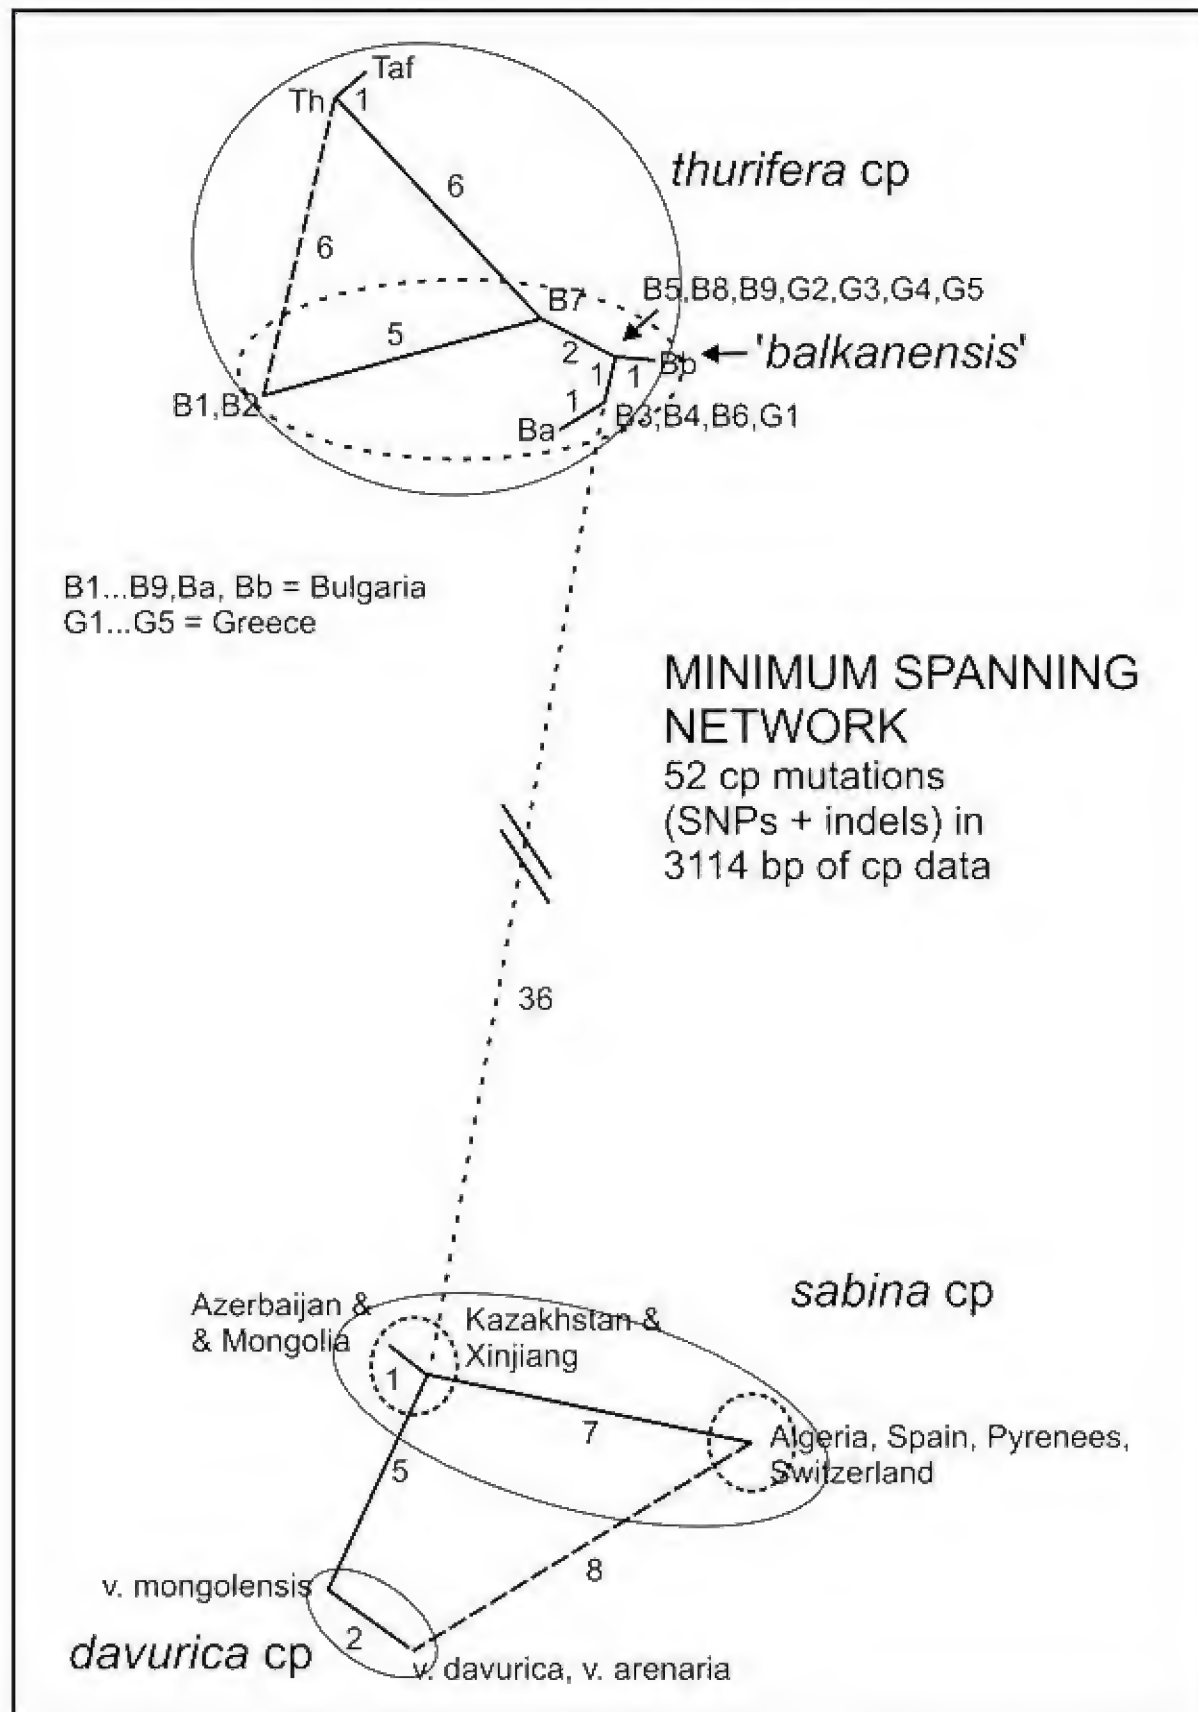 Taf
Th
1
thurifera cp
6
6
B5,B8,B9,G2,G3,G4,G5
B7
5
2
'balkanensis'
Bb
1
1
B1,B2
1
B3,B4,B6,G1
Ba
B1...B9,Ba, Bb = Bulgaria
G1...G5 = Greece
MINIMUM SPANNING
NETWORK
52 cp mutations
(SNPs + indels) in
3114 bp of cp data
36
sabina cp
Azerbaijan &
& Mongolia
Kazakhstan &
Xinjiang
1
7
Algeria, Spain, Pyrenees,
Switzerland
5
8
v. mongolensis
2
davurica cp
v. davurica, v. arenaria